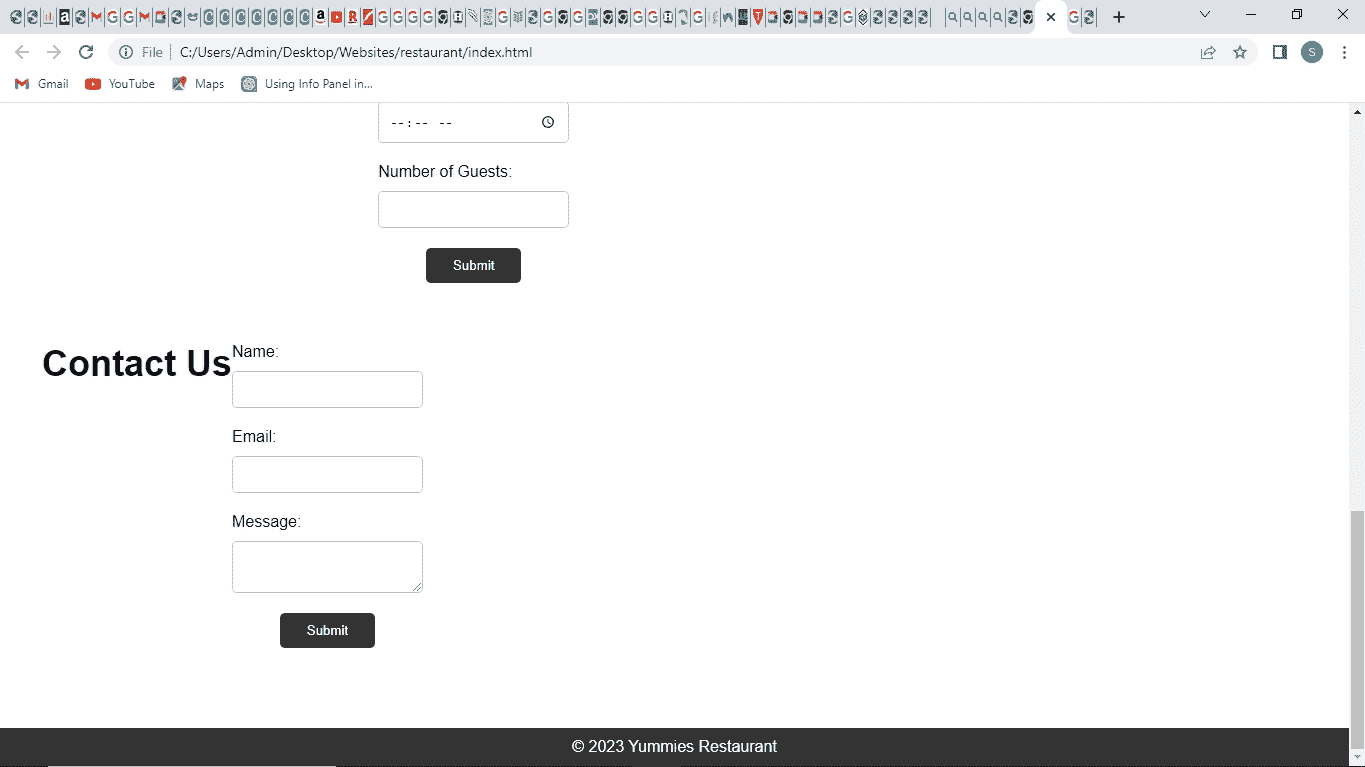 File
C:/Users/Admin/Desktop/Websites/restaurant/index.html
S
Gmail
YouTube
Maps
Using Info Panel in...
--:-- --
Number of Guests:
Submit
Contact Us
Name:
Email:
Message:
Submit
© 2023 Yummies Restaurant